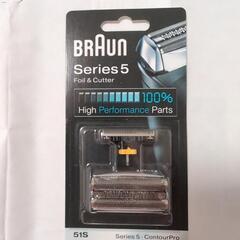 BRAUN
Series 5
Foil & Cutter
100%
High Performance Parts
51S
Series 5 - ContourPro